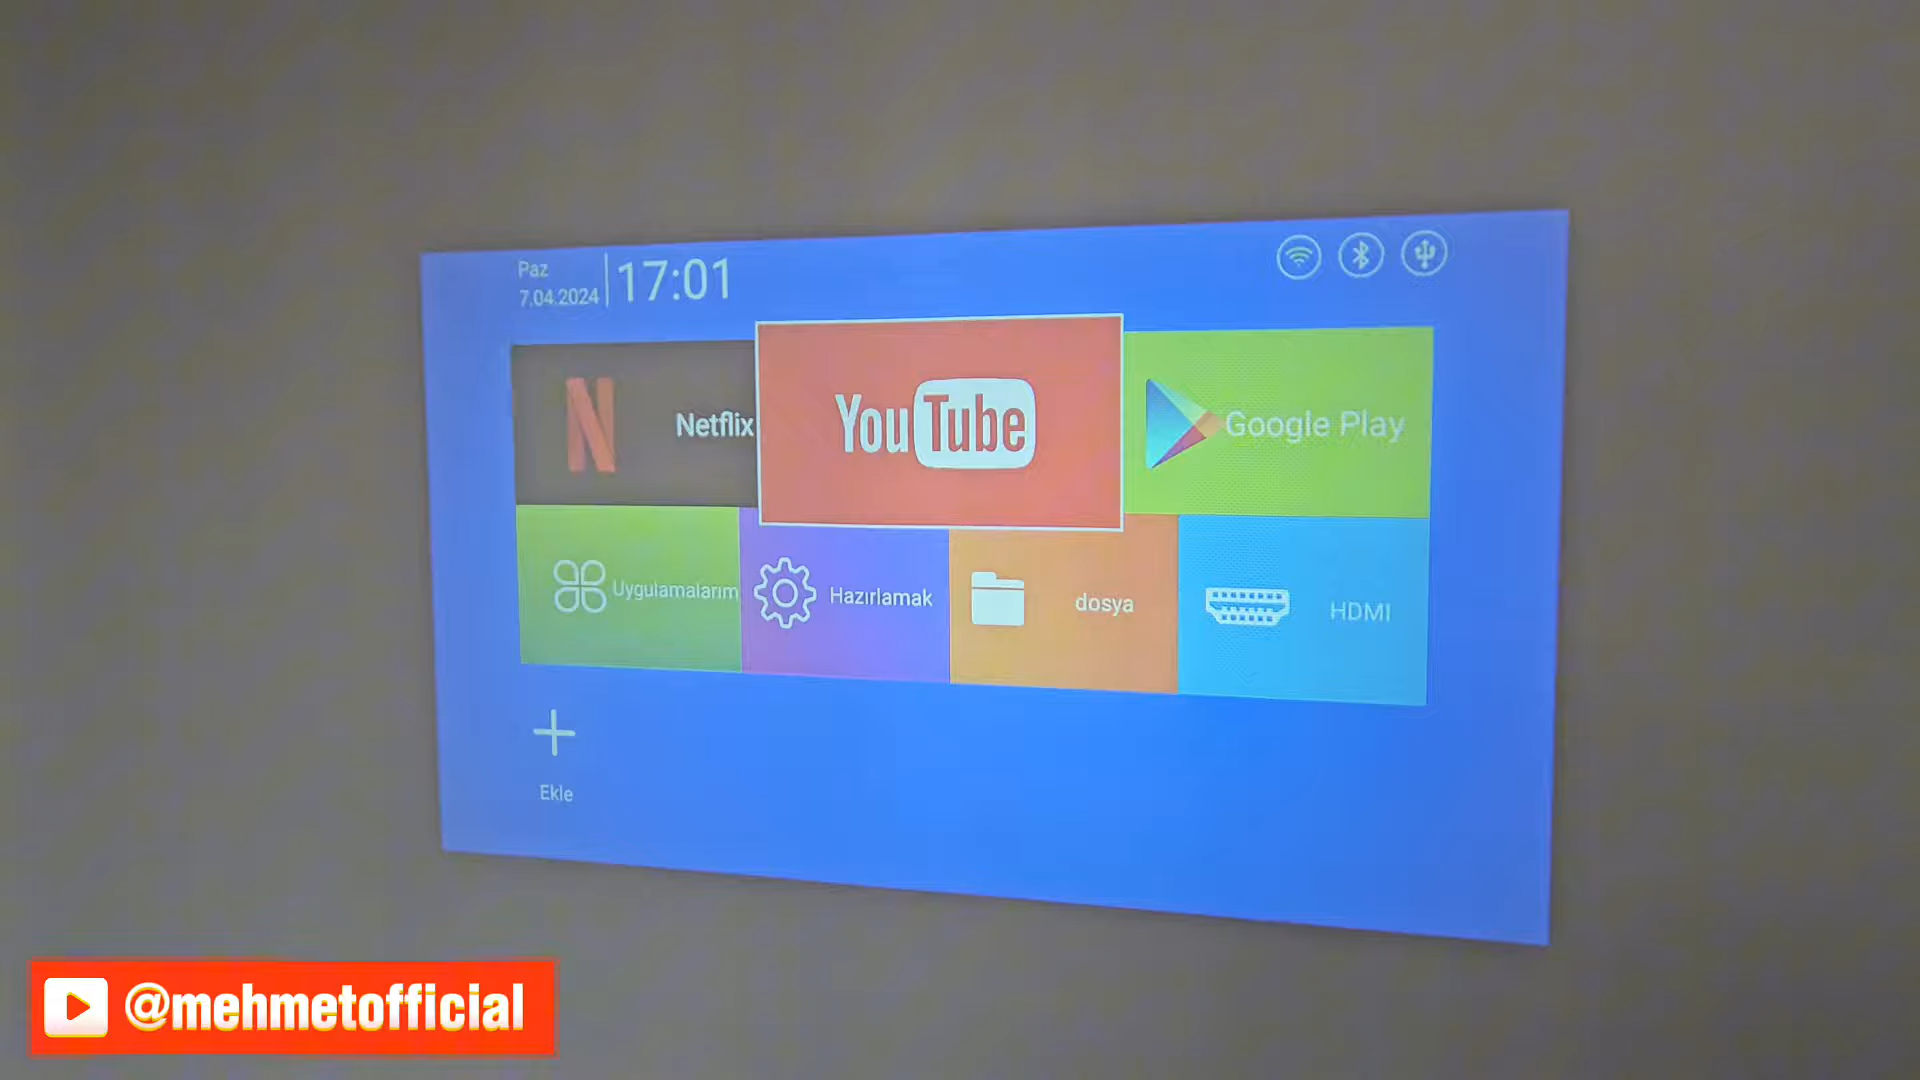 Paz
7.04.2024
17:01
Netflix
YouTube
Google Play
Uygulamalarım
Hazırlamak
dosya
HDMI
Ekle
@mehmetofficial